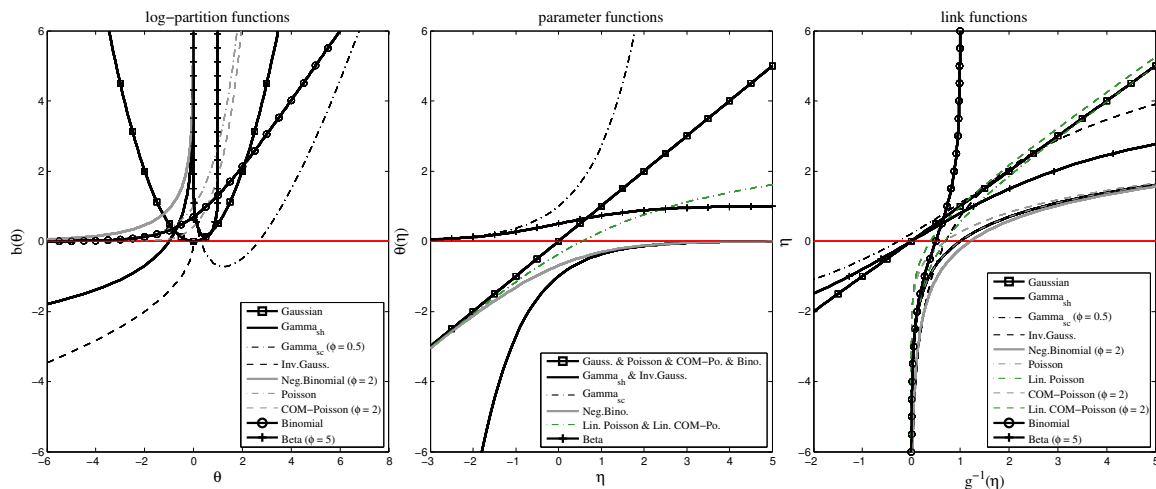 log−partition functions
6
4
2
0
−2
−4
−6
b(θ)
−6
−4
−2
0
2
4
6
8
θ
Gaussian
Gamma_sh
Gamma_sc (ϕ = 0.5)
Inv.Gauss.
Neg.Binomial (ϕ = 2)
Poisson
COM−Poisson (ϕ = 2)
Binomial
Beta (ϕ = 5)
parameter functions
6
4
2
0
−2
−4
−6
θ(η)
−3
−2
−1
0
1
2
3
4
5
η
Gauss. & Poisson & COM−Po. & Bino.
Gamma_sh & Inv.Gauss.
Gamma_sc
Neg.Bino.
Lin. Poisson & Lin. COM−Po.
Beta
link functions
6
4
2
0
−2
−4
−6
η
−2
−1
0
1
2
3
4
5
g⁻¹(η)
Gaussian
Gamma_sh
Gamma_sc (ϕ = 0.5)
Inv.Gauss.
Neg.Binomial (ϕ = 2)
Poisson
Lin. Poisson
COM−Poisson (ϕ = 2)
Lin. COM−Poisson (ϕ = 2)
Binomial
Beta (ϕ = 5)